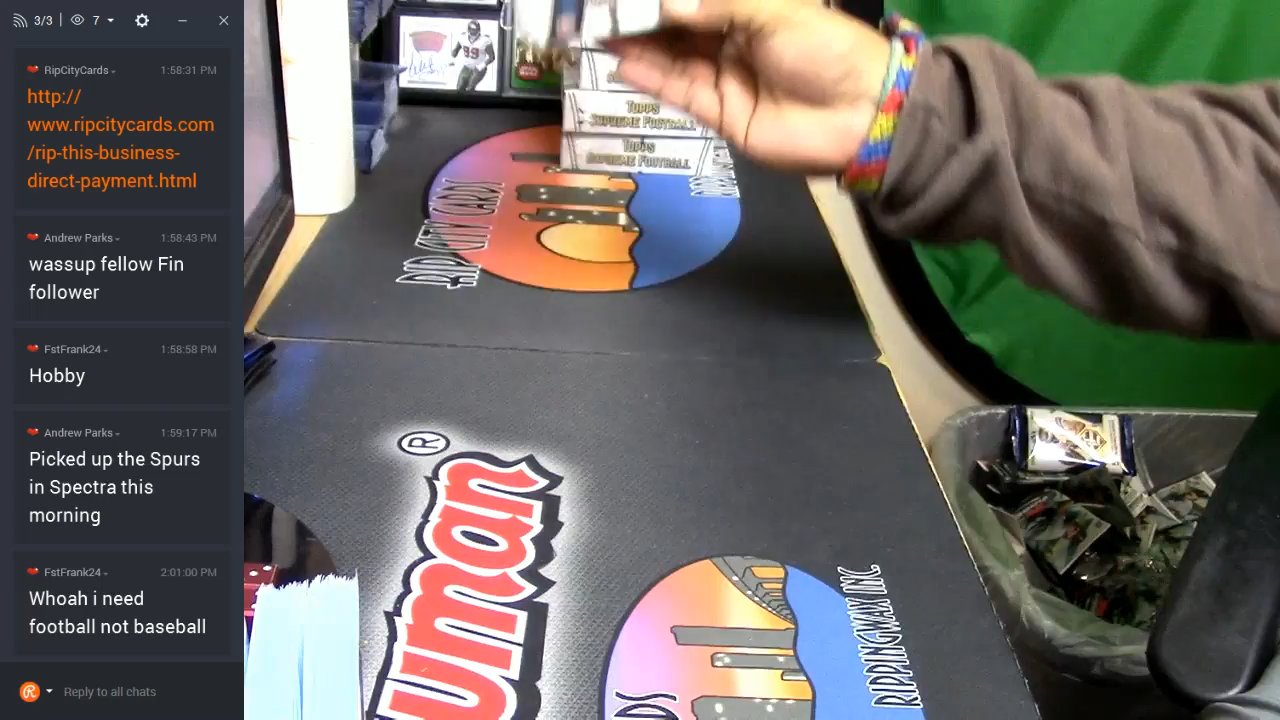 3/3 7
RipCityCards 1:58:31 PM
http://
www.ripcitycards.com
/rip-this-business-
direct-payment.html
Andrew Parks 1:58:43 PM
wassup fellow Fin
follower
FstFrank24 1:58:58 PM
Hobby
Andrew Parks 1:59:17 PM
Picked up the Spurs
in Spectra this
morning
FstFrank24 2:01:00 PM
Whoah i need
football not baseball
Reply to all chats
99
TOPPS
SUPREME FOOTBALL
TOPPS
SUPREME FOOTBALL
RIP CITY CARDS
®
uman
RIPPINGWAX INC